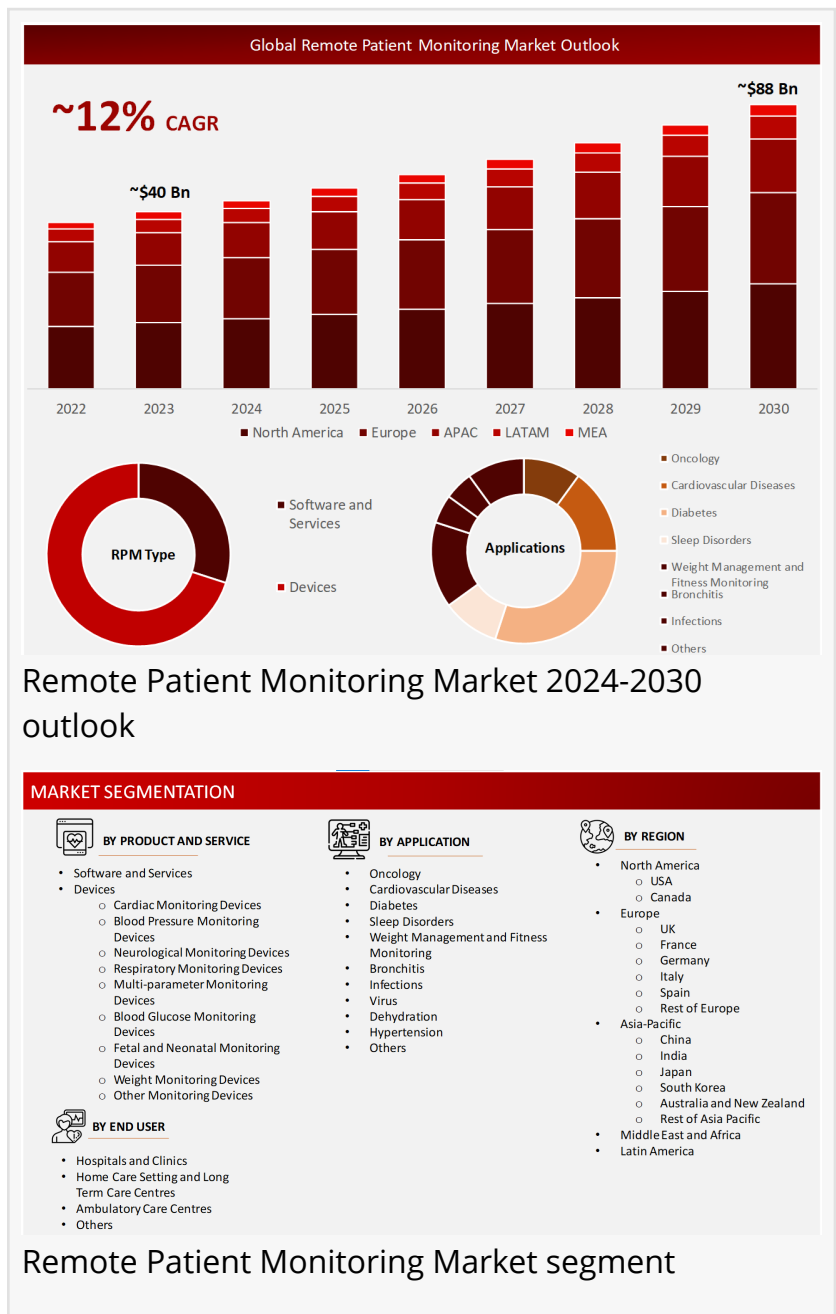 Global Remote Patient Monitoring Market Outlook
~12% CAGR
~$40 Bn
~$88 Bn
2022 2023 2024 2025 2026 2027 2028 2029 2030
North America Europe APAC LATAM MEA
RPM Type
Software and
Services
Devices
Applications
Oncology
Cardiovascular Diseases
Diabetes
Sleep Disorders
Weight Management and
Fitness Monitoring
Bronchitis
Infections
Others
Remote Patient Monitoring Market 2024-2030
outlook
MARKET SEGMENTATION
BY PRODUCT AND SERVICE
• Software and Services
• Devices
o Cardiac Monitoring Devices
o Blood Pressure Monitoring
Devices
o Neurological Monitoring Devices
o Respiratory Monitoring Devices
o Multi-parameter Monitoring
Devices
o Blood Glucose Monitoring
Devices
o Fetal and Neonatal Monitoring
Devices
o Weight Monitoring Devices
o Other Monitoring Devices
BY END USER
• Hospitals and Clinics
• Home Care Setting and Long
Term Care Centres
• Ambulatory Care Centres
• Others
BY APPLICATION
• Oncology
• Cardiovascular Diseases
• Diabetes
• Sleep Disorders
• Weight Management and Fitness
Monitoring
• Bronchitis
• Infections
• Virus
• Dehydration
• Hypertension
• Others
BY REGION
• North America
o USA
o Canada
• Europe
o UK
o France
o Germany
o Italy
o Spain
o Rest of Europe
• Asia-Pacific
o China
o India
o Japan
o South Korea
o Australia and New Zealand
o Rest of Asia Pacific
• Middle East and Africa
• Latin America
Remote Patient Monitoring Market segment